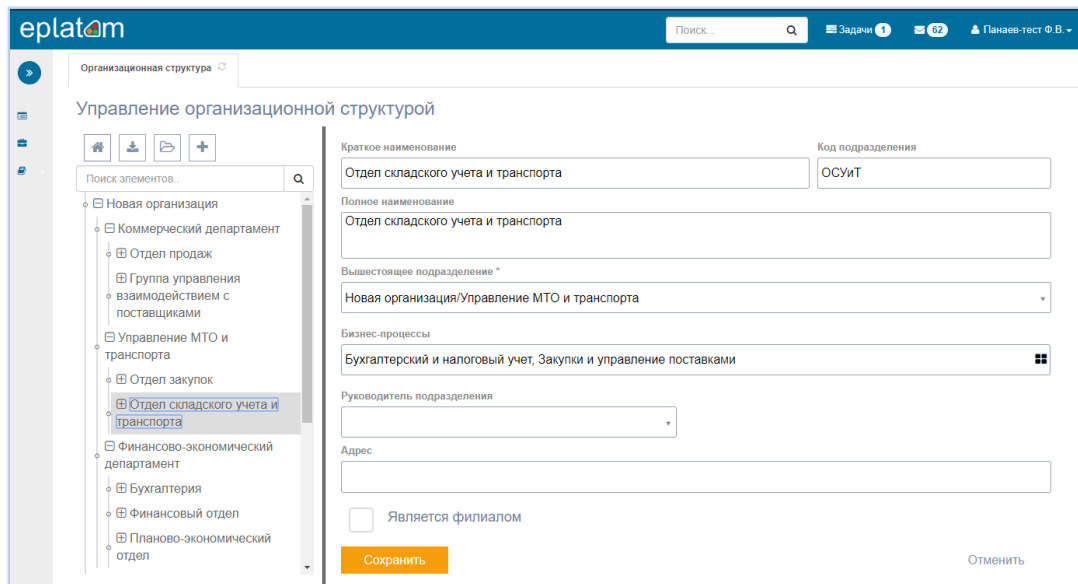 eplatom
Поиск...
Задачи 1
62
Панаев-тест Ф.В.
Организационная структура
Управление организационной структурой
Поиск элементов..
Новая организация
Коммерческий департамент
Отдел продаж
Группа управления
взаимодействием с
поставщиками
Управление МТО и
транспорта
Отдел закупок
Отдел складского учета и
транспорта
Финансово-экономический
департамент
Бухгалтерия
Финансовый отдел
Планово-экономический
отдел
Краткое наименование
Код подразделения
Отдел складского учета и транспорта
ОСУиТ
Полное наименование
Отдел складского учета и транспорта
Вышестоящее подразделение *
Новая организация/Управление МТО и транспорта
Бизнес-процессы
Бухгалтерский и налоговый учет, Закупки и управление поставками
Руководитель подразделения
Адрес
Является филиалом
Сохранить
Отменить